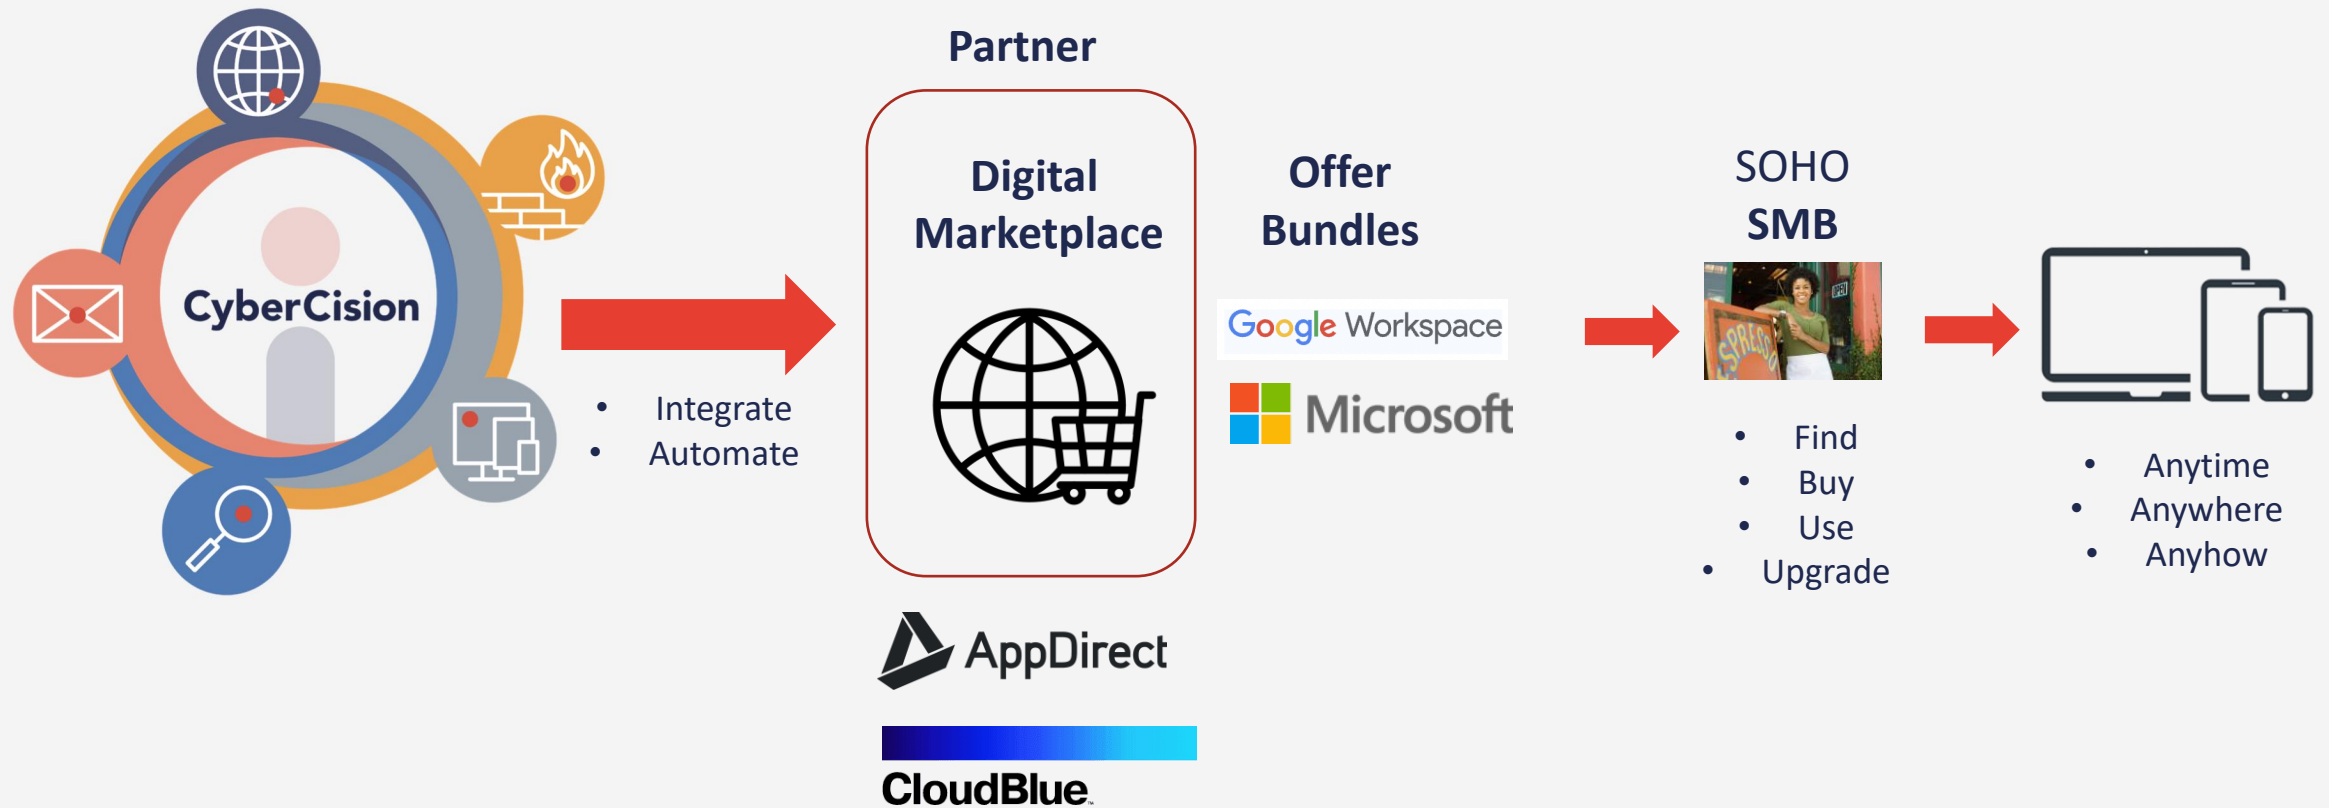 CyberCision
• Integrate
• Automate
Partner
Digital
Marketplace
AppDirect
CloudBlue
Offer
Bundles
Google Workspace
Microsoft
SOHO
SMB
OPEN
• Find
• Buy
• Use
• Upgrade
• Anytime
• Anywhere
• Anyhow